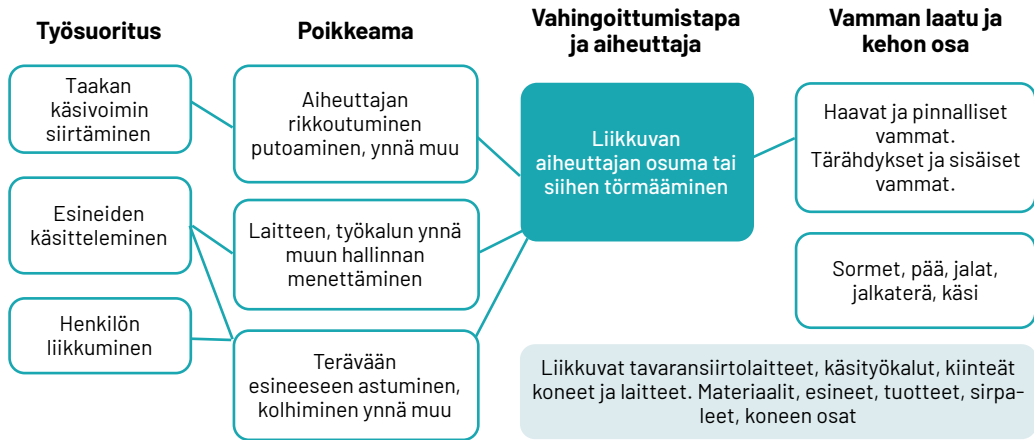 Työsuoritus
Taakan
käsivoimin
siirtäminen
Esineiden
käsitteleminen
Henkilön
liikkuminen
Poikkeama
Aiheuttajan
rikkoutuminen
putoaminen, ynnä muu
Laitteen, työkalun ynnä
muun hallinnan
menettäminen
Terävään
esineeseen astuminen,
kolhiminen ynnä muu
Vahingoittumistapa
ja aiheuttaja
Liikkuvan
aiheuttajan osuma tai
siihen törmääminen
Vamman laatu ja
kehon osa
Haavat ja pinnalliset
vammat.
Tärähdykset ja sisäiset
vammat.
Sormet, pää, jalat,
jalkaterä, käsi
Liikkuvat tavaransiirtolaitteet, käsityökalut, kiinteät
koneet ja laitteet. Materiaalit, esineet, tuotteet, sirpa-
leet, koneen osat